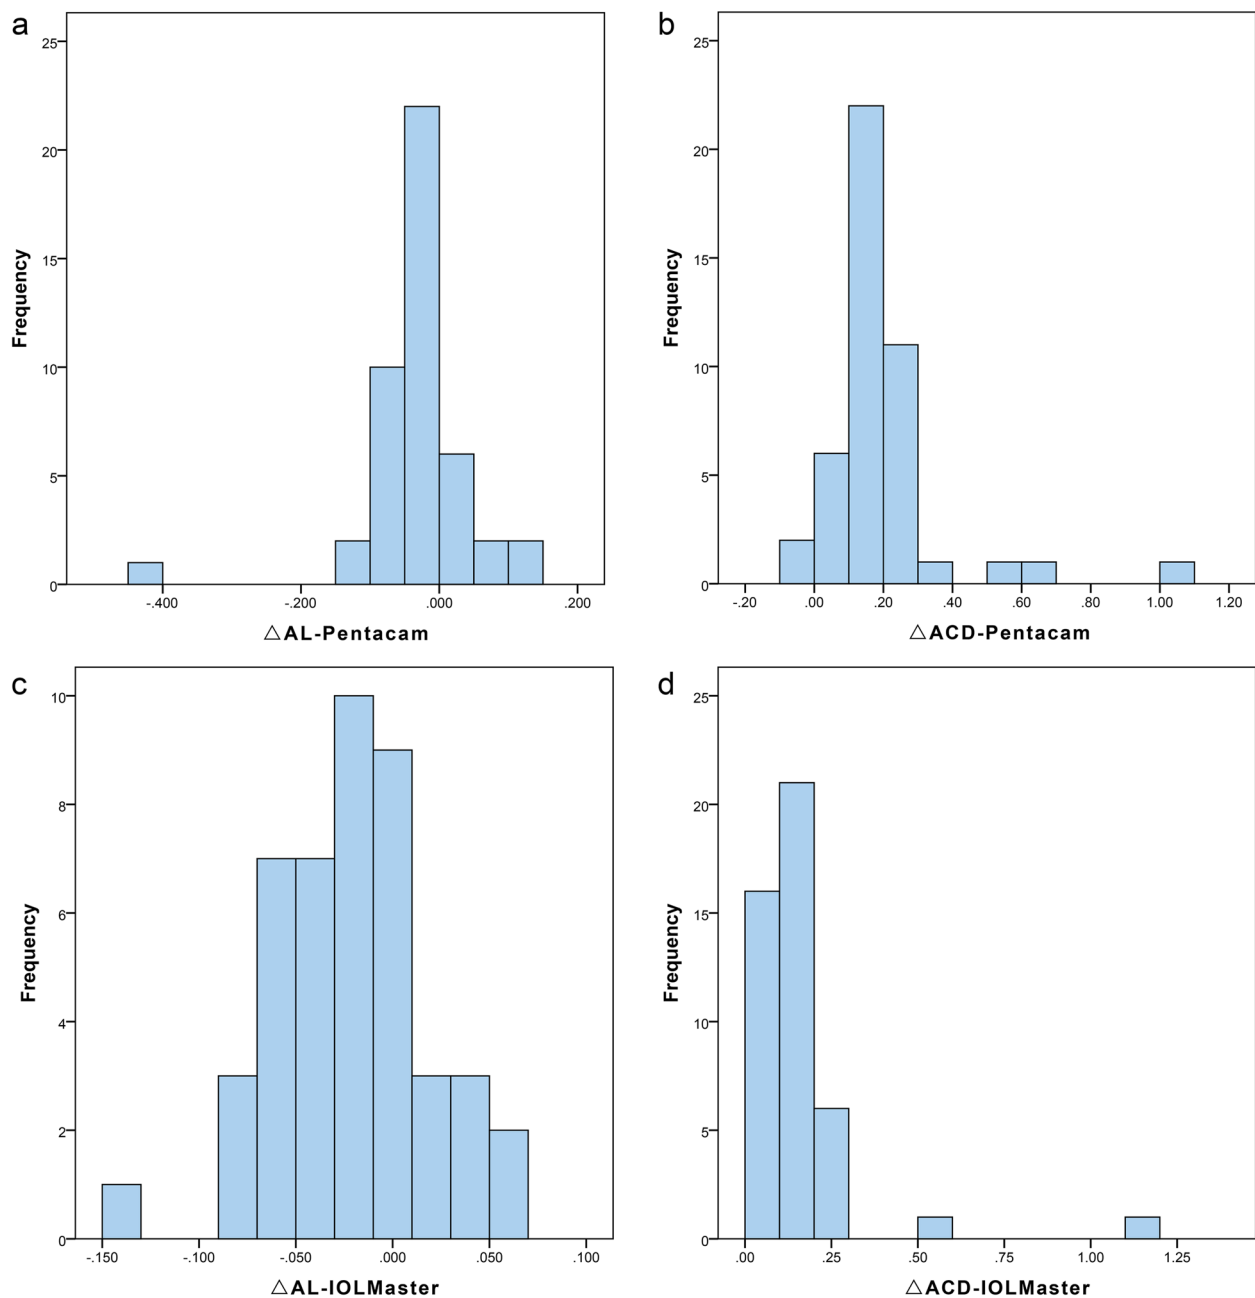 a
25
20
15
10
5
0
Frequency
-.400 -.200 .000 .200
△AL-Pentacam
b
25
20
15
10
5
0
Frequency
-.20 .00 .20 .40 .60 .80 1.00 1.20
△ACD-Pentacam
c
10
8
6
4
2
0
Frequency
-.150 -.100 -.050 .000 .050 .100
△AL-IOLMaster
d
25
20
15
10
5
0
Frequency
.00 .25 .50 .75 1.00 1.25
△ACD-IOLMaster